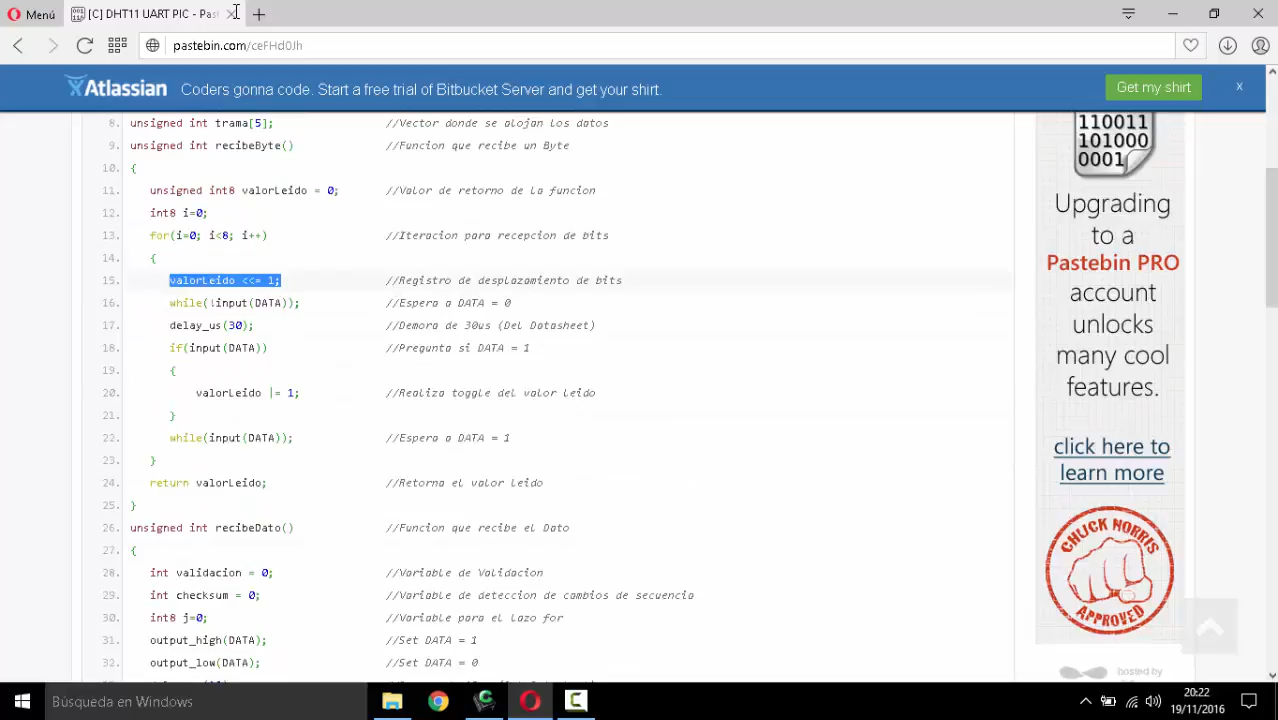 Menú
[C] DHT11 UART PIC - Past
pastebin.com/ceFHd0Jh
Atlassian Coders gonna code. Start a free trial of Bitbucket Server and get your shirt.
Get my shirt
x
8. unsigned int trama[5]; //Vector donde se alojan los datos
9. unsigned int recibeByte() //Funcion que recibe un Byte
10. {
11. unsigned int8 valorLeido = 0; //Valor de retorno de la funcion
12. int8 i=0;
13. for(i=0; i<8; i++) //Iteracion para recepcion de bits
14. {
15. valorLeido <<= 1; //Registro de desplazamiento de bits
16. while(!input(DATA)); //Espera a DATA = 0
17. delay_us(30); //Demora de 30us (Del Datasheet)
18. if(input(DATA)) //Pregunta si DATA = 1
19. {
20. valorLeido |= 1; //Realiza toggle del valor leido
21. }
22. while(input(DATA)); //Espera a DATA = 1
23. }
24. return valorLeido; //Retorna el valor leido
25. }
26. unsigned int recibeDato() //Funcion que recibe el Dato
27. {
28. int validacion = 0; //Variable de Validacion
29. int checksum = 0; //Variable de deteccion de cambios de secuencia
30. int8 j=0; //Variable para el lazo for
31. output_high(DATA); //Set DATA = 1
32. output_low(DATA); //Set DATA = 0
110011
101000
0001
Upgrading
to a
Pastebin PRO
account
unlocks
many cool
features.
click here to
learn more
CHUCK NORRIS
APPROVED
hosted by
Búsqueda en Windows
20:22
19/11/2016